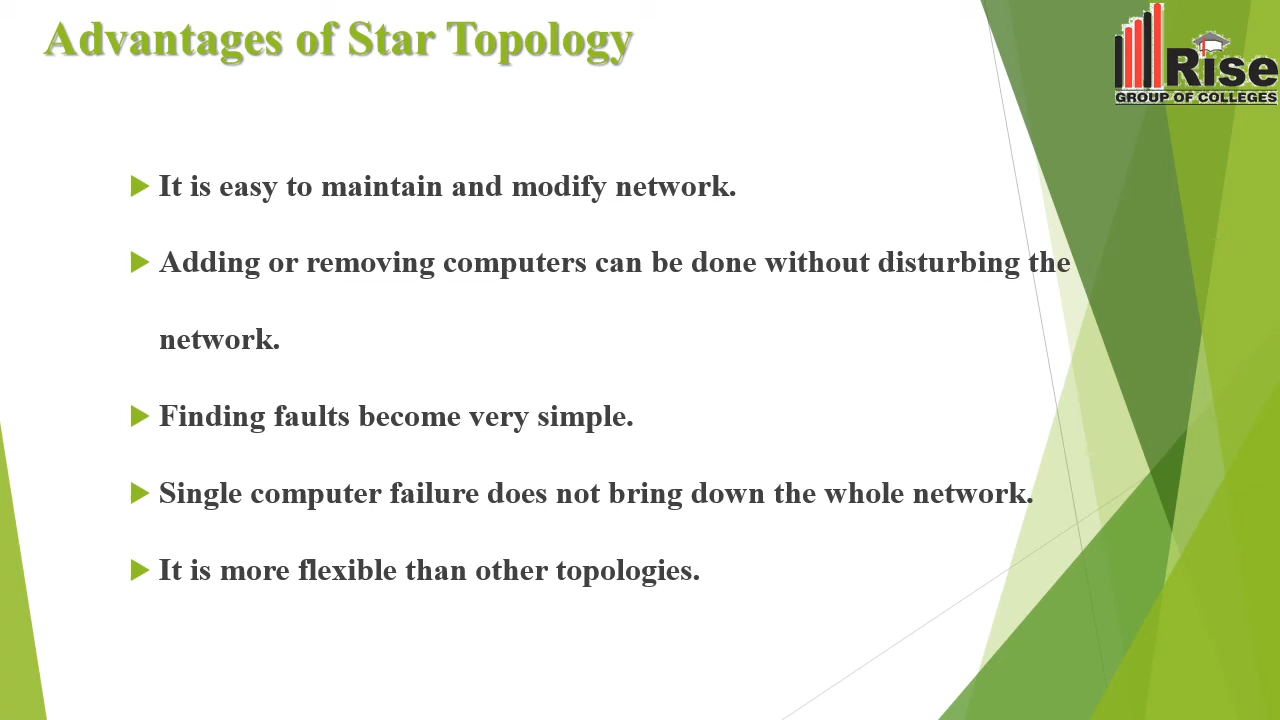 Advantages of Star Topology
Rise
GROUP OF COLLEGES
It is easy to maintain and modify network.
Adding or removing computers can be done without disturbing the
network.
Finding faults become very simple.
Single computer failure does not bring down the whole network.
It is more flexible than other topologies.